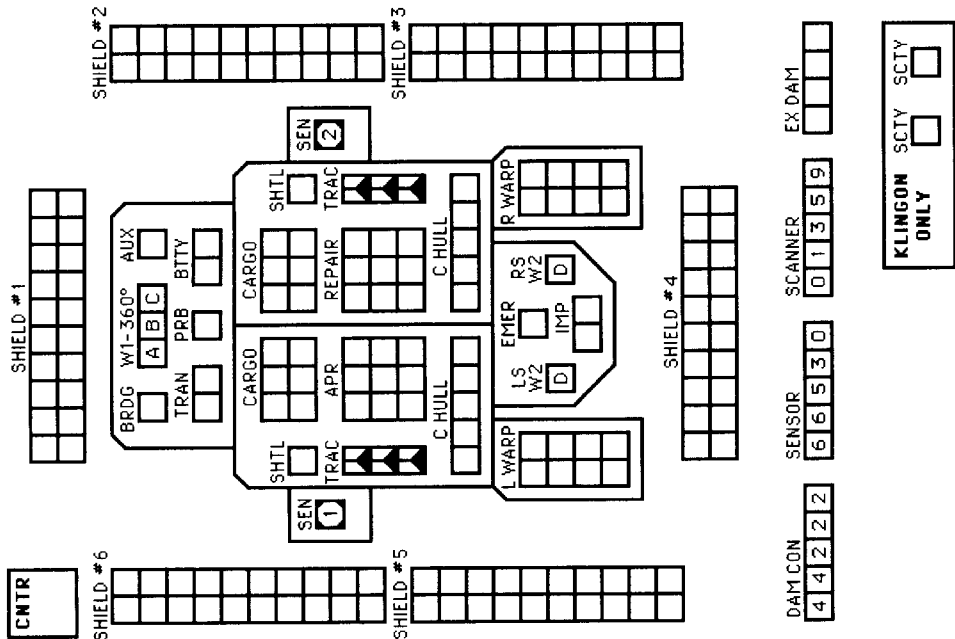 CNTR
SHIELD #1
SHIELD #2
SHIELD #6
BRDG W1-360° AUX
A B C
TRAN PRB BTTY
SEN SEN
1 2
SHTL SHTL
CARGO CARGO
TRAC TRAC
APR REPAIR
C HULL C HULL
SHIELD #5
SHIELD #3
L WARP R WARP
LS EMER RS
W2 W2
D D
IMP
SHIELD #4
DAM CON SENSOR SCANNER EX DAM
4 4 2 2 2 6 6 5 3 0 0 1 3 5 9
KLINGON
ONLY
SCTY SCTY